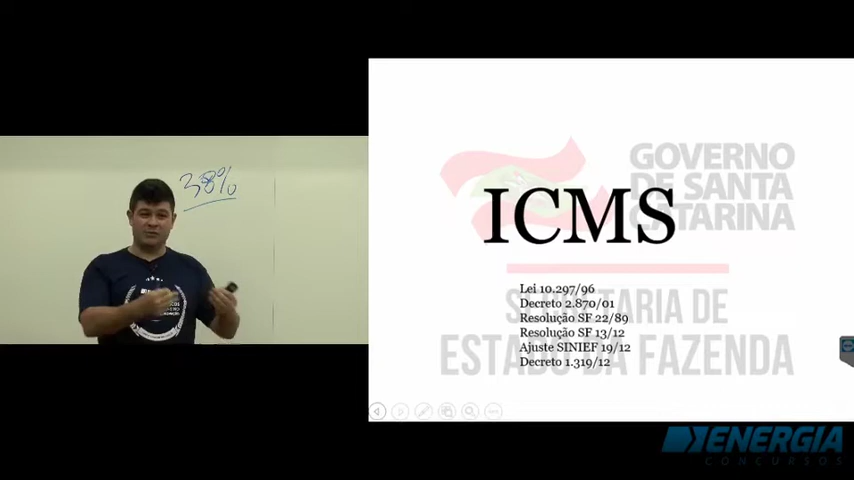 38%
GOVERNO
DE SANTA
CATARINA
ICMS
Lei 10.297/96
Decreto 2.870/01
Resolução SF 22/89
Resolução SF 13/12
Ajuste SINIEF 19/12
Decreto 1.319/12
SECRETARIA DE
ESTADO DA FAZENDA
ENERGIA
CONCURSOS